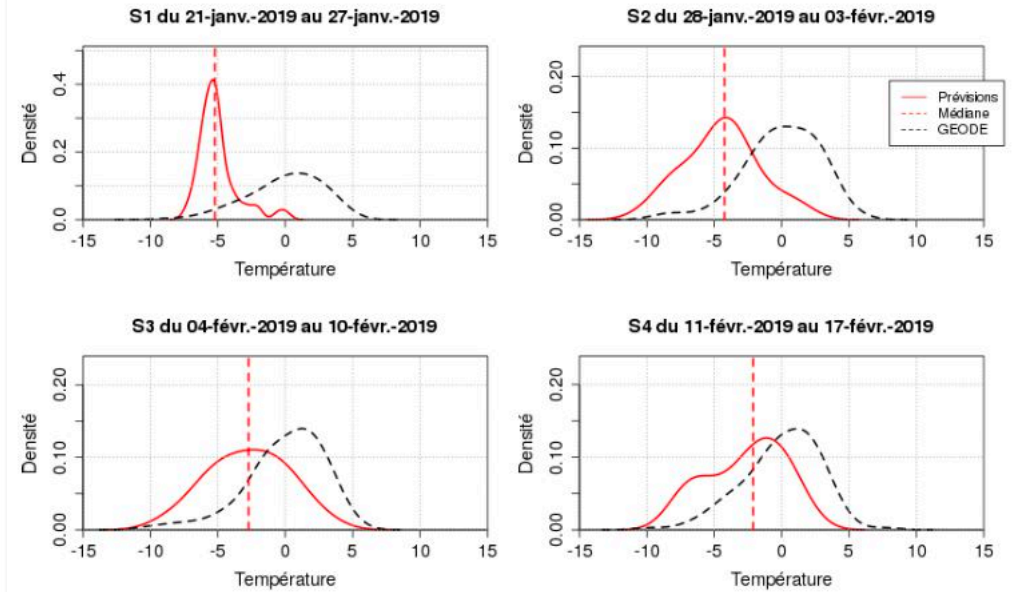 S1 du 21-janv.-2019 au 27-janv.-2019
Densité
0.0 0.2 0.4
-15 -10 -5 0 5 10 15
Température
S2 du 28-janv.-2019 au 03-févr.-2019
Densité
0.00 0.10 0.20
-15 -10 -5 0 5 10 15
Température
Prévisions
Médiane
GEODE
S3 du 04-févr.-2019 au 10-févr.-2019
Densité
0.00 0.10 0.20
-15 -10 -5 0 5 10 15
Température
S4 du 11-févr.-2019 au 17-févr.-2019
Densité
0.00 0.10 0.20
-15 -10 -5 0 5 10 15
Température